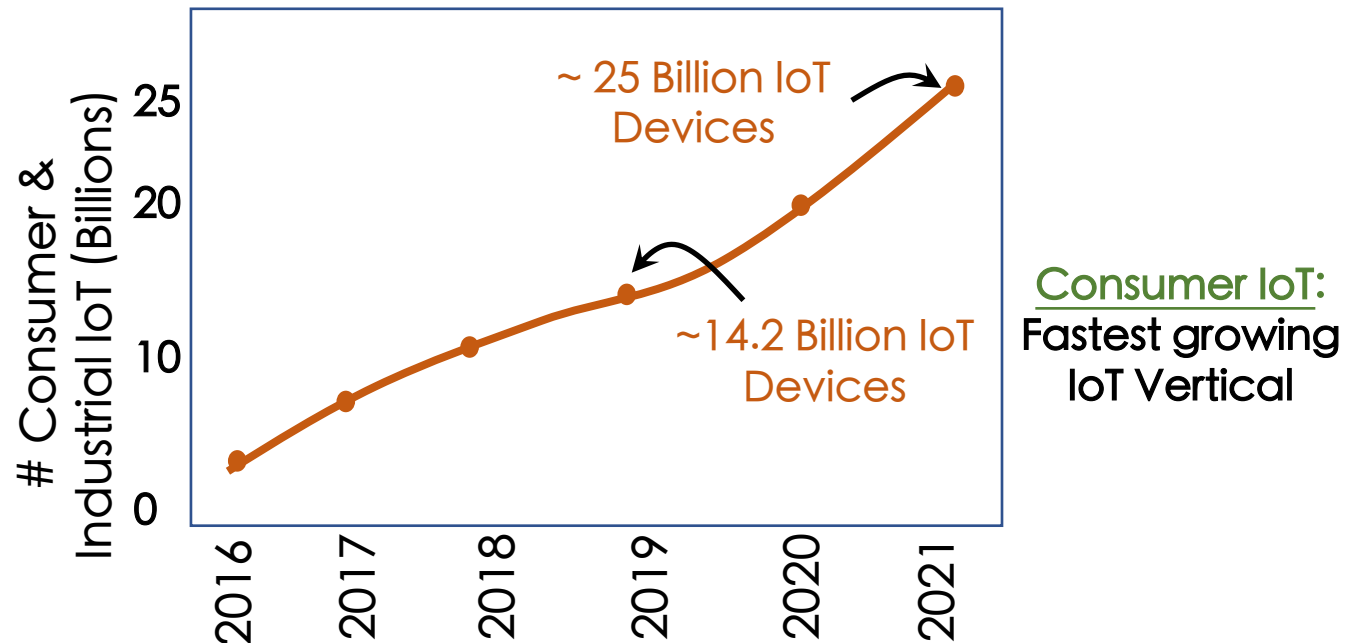 # Consumer &
Industrial IoT (Billions)
25
20
10
0
~ 25 Billion IoT
Devices
~14.2 Billion IoT
Devices
2016
2017
2018
2019
2020
2021
Consumer IoT:
Fastest growing
IoT Vertical